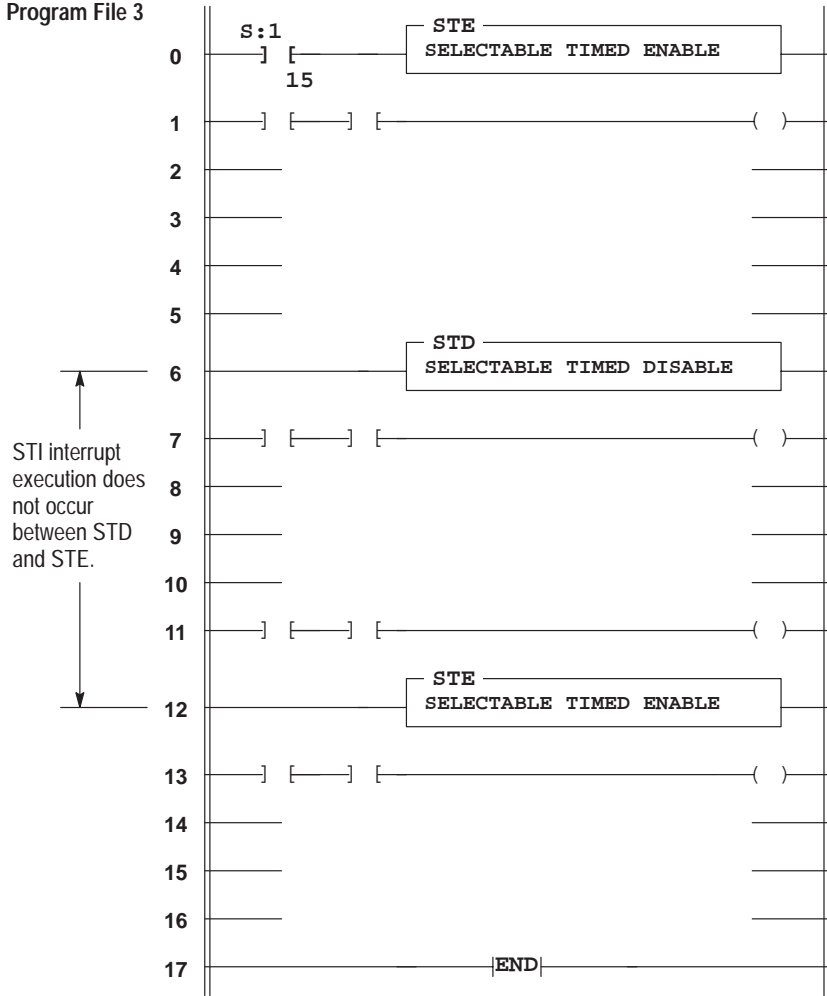 Program File 3
S:1
STE
0
] [
SELECTABLE TIMED ENABLE
15
1
] [ ] [ ( )
2
3
4
5
STD
6
SELECTABLE TIMED DISABLE
7
] [ ] [ ( )
STI interrupt
execution does
not occur
between STD
and STE.
8
9
10
11
] [ ] [ ( )
STE
12
SELECTABLE TIMED ENABLE
13
] [ ] [ ( )
14
15
16
17
|END|